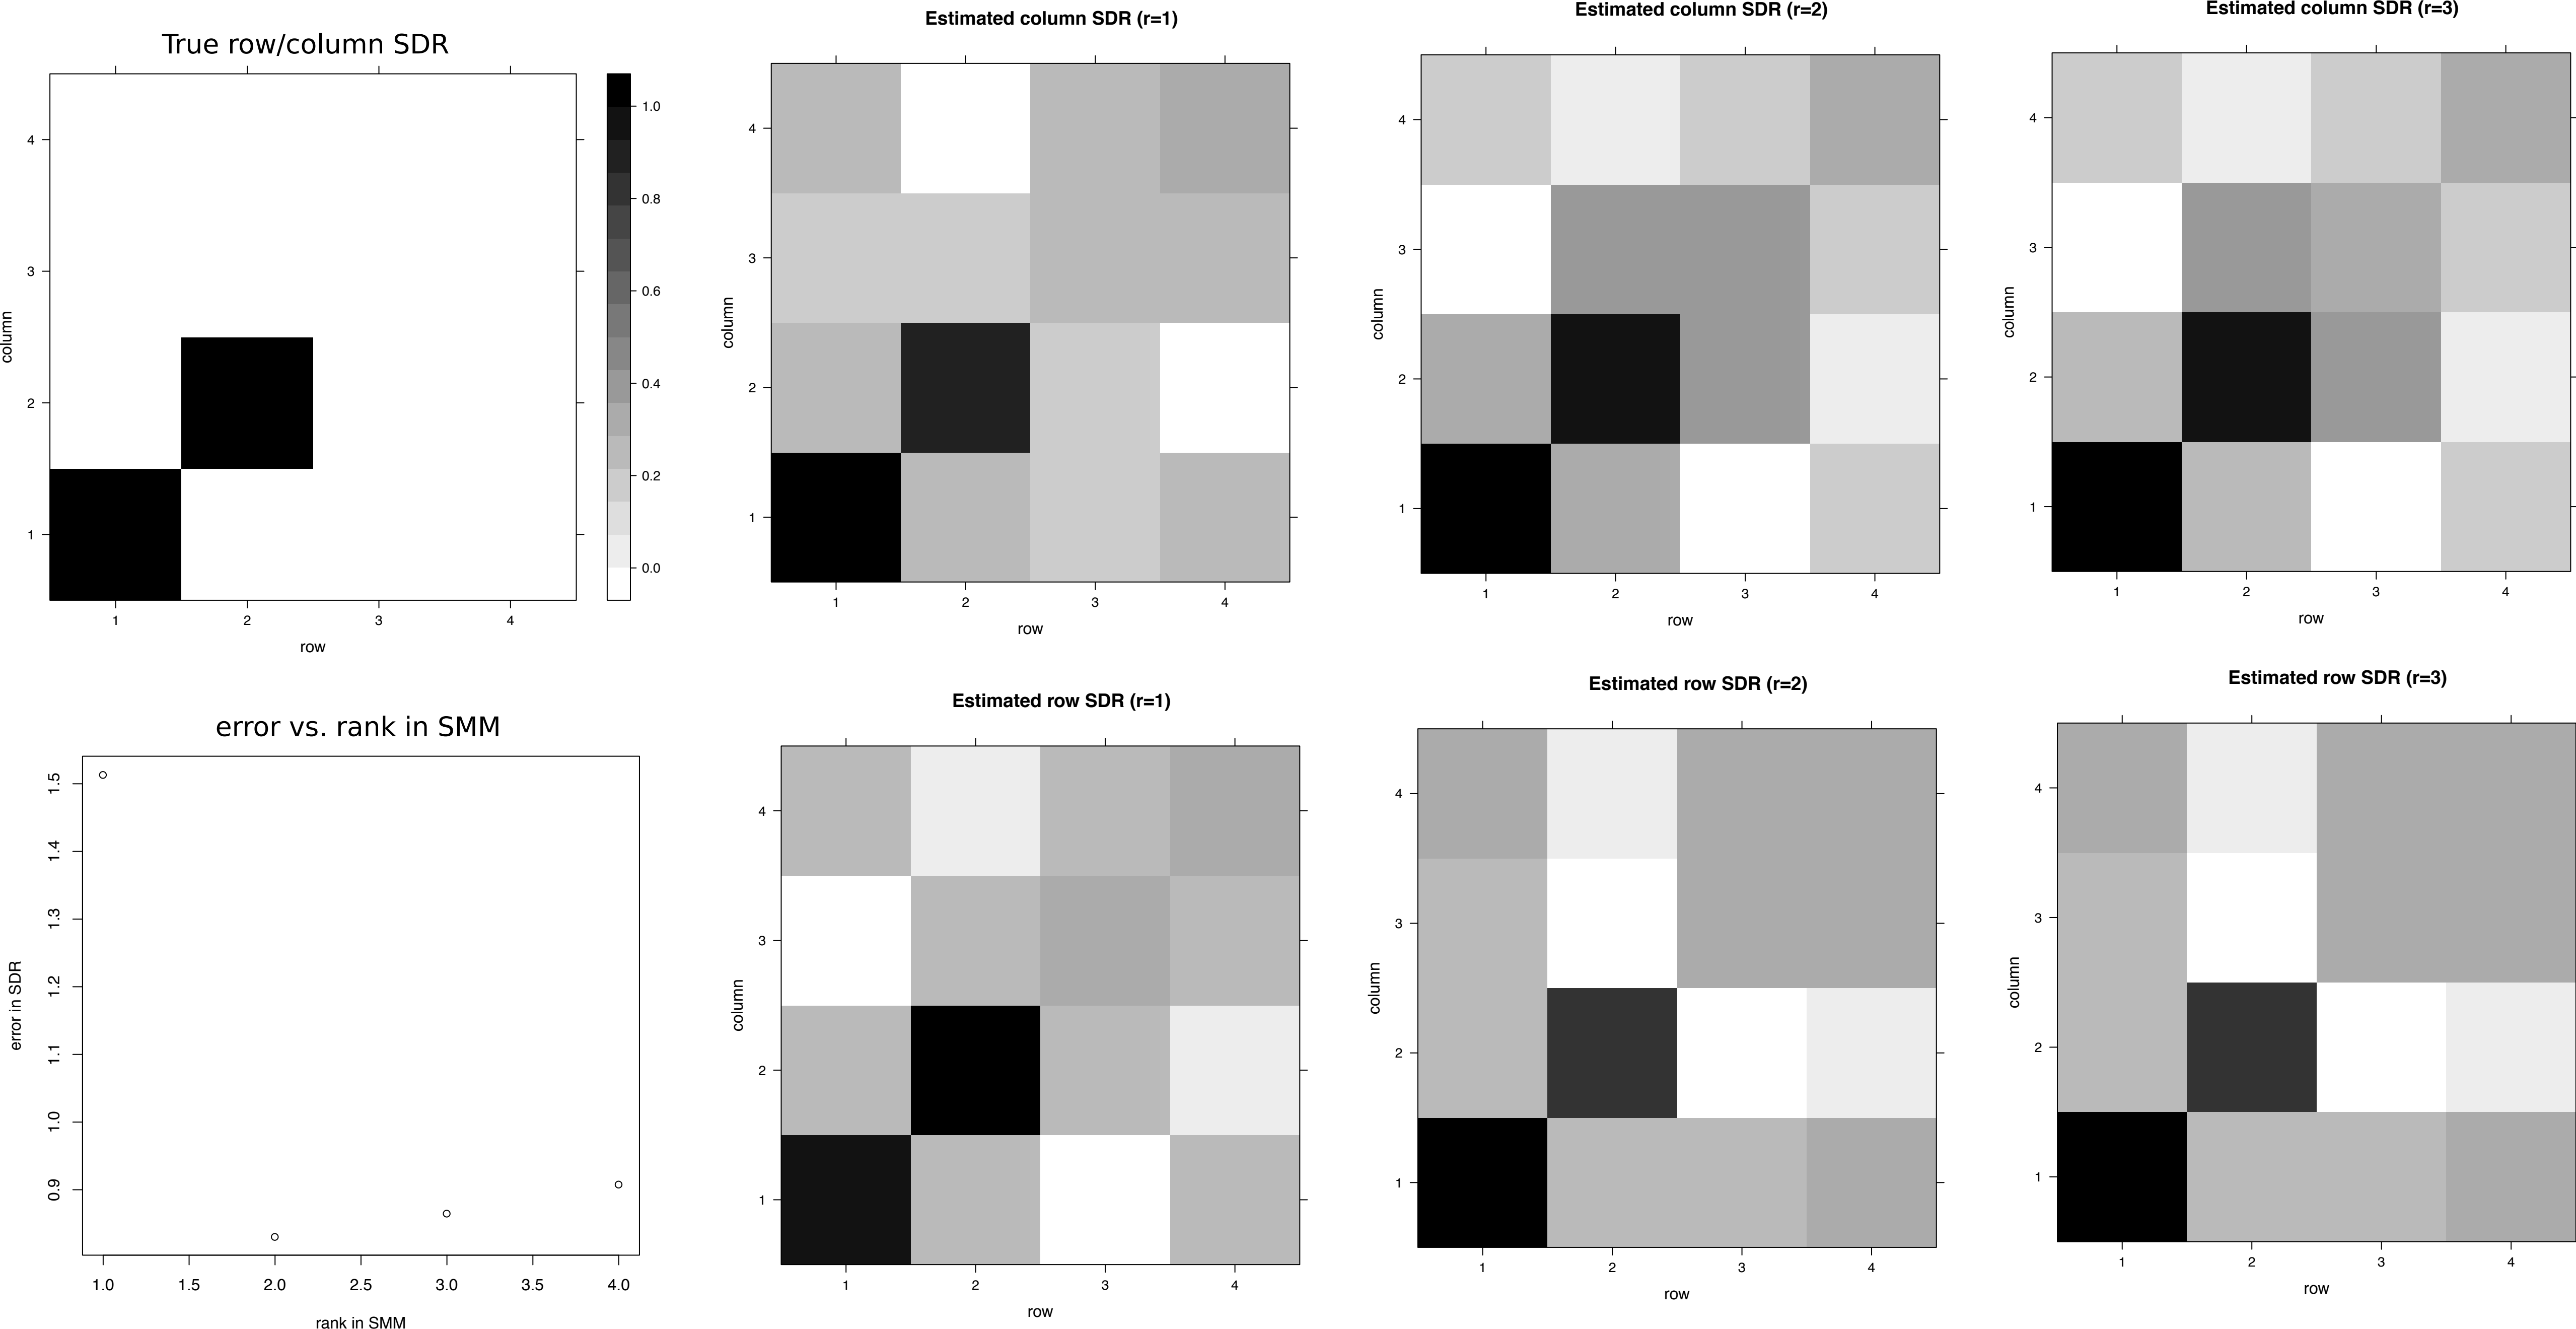 True row/column SDR
column
4
3
2
1
1 2 3 4
row
1.0
0.8
0.6
0.4
0.2
0.0
Estimated column SDR (r=1)
column
4
3
2
1
1 2 3 4
row
Estimated column SDR (r=2)
column
4
3
2
1
1 2 3 4
row
Estimated column SDR (r=3)
column
4
3
2
1
1 2 3 4
row
error vs. rank in SMM
error in SDR
1.5
1.4
1.3
1.2
1.1
1.0
0.9
1.0 1.5 2.0 2.5 3.0 3.5 4.0
rank in SMM
Estimated row SDR (r=1)
column
4
3
2
1
1 2 3 4
row
Estimated row SDR (r=2)
column
4
3
2
1
1 2 3 4
row
Estimated row SDR (r=3)
column
4
3
2
1
1 2 3 4
row